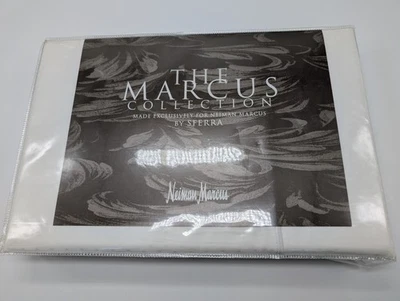 THE
MARCUS
COLLECTION
MADE EXCLUSIVELY FOR NEIMAN MARCUS
BY SFERRA
Neiman Marcus